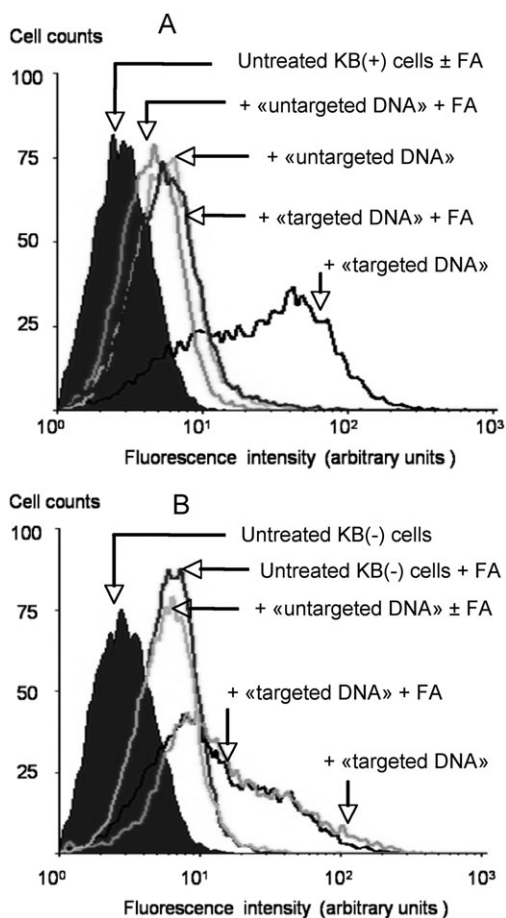 A
Cell counts
Untreated KB(+) cells ± FA
+ «untargeted DNA» + FA
+ «untargeted DNA»
+ «targeted DNA» + FA
+ «targeted DNA»
100
75
50
25
10⁰ 10¹ 10² 10³
Fluorescence intensity (arbitrary units )
B
Cell counts
Untreated KB(-) cells
Untreated KB(-) cells + FA
+ «untargeted DNA» ± FA
+ «targeted DNA» + FA
+ «targeted DNA»
100
75
50
25
10⁰ 10¹ 10² 10³
Fluorescence intensity (arbitrary units )